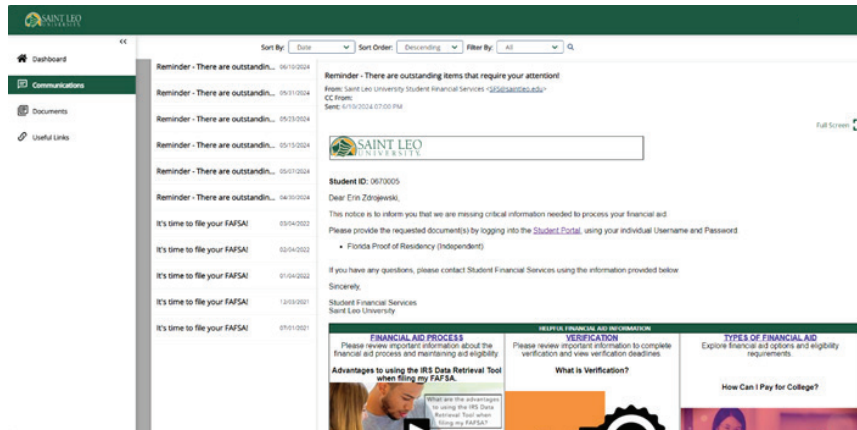 SAINT LEO
UNIVERSITY
<<
Dashboard
Communications
Documents
Useful Links
Sort By: Date Sort Order: Descending Filter By: All
Reminder - There are outstandin... 06/10/2024
Reminder - There are outstandin... 05/31/2024
Reminder - There are outstandin... 05/23/2024
Reminder - There are outstandin... 05/15/2024
Reminder - There are outstandin... 05/07/2024
Reminder - There are outstandin... 04/30/2024
It's time to file your FAFSA! 03/04/2022
It's time to file your FAFSA! 02/04/2022
It's time to file your FAFSA! 01/04/2022
It's time to file your FAFSA! 12/03/2021
It's time to file your FAFSA! 07/01/2021
Reminder - There are outstanding items that require your attention!
From: Saint Leo University Student Financial Services <SFS@saintleo.edu>
CC From:
Sent: 6/10/2024 07:00 PM
Full Screen
SAINT LEO
UNIVERSITY
Student ID: 0670005
Dear Erin Zdrojewski,
This notice is to inform you that we are missing critical information needed to process your financial aid.
Please provide the requested document(s) by logging into the Student Portal, using your individual Username and Password.
• Florida Proof of Residency (Independent)
If you have any questions, please contact Student Financial Services using the information provided below
Sincerely,
Student Financial Services
Saint Leo University
HELPFUL FINANCIAL AID INFORMATION
FINANCIAL AID PROCESS
Please review important information about the
financial aid process and maintaining aid eligibility.
Advantages to using the IRS Data Retrieval Tool
when filing my FAFSA.
What are the advantages
to using the IRS Data
Retrieval Tool when
filing my FAFSA?
VERIFICATION
Please review important information to complete
verification and view verification deadlines.
What is Verification?
TYPES OF FINANCIAL AID
Explore financial aid options and eligibility
requirements.
How Can I Pay for College?